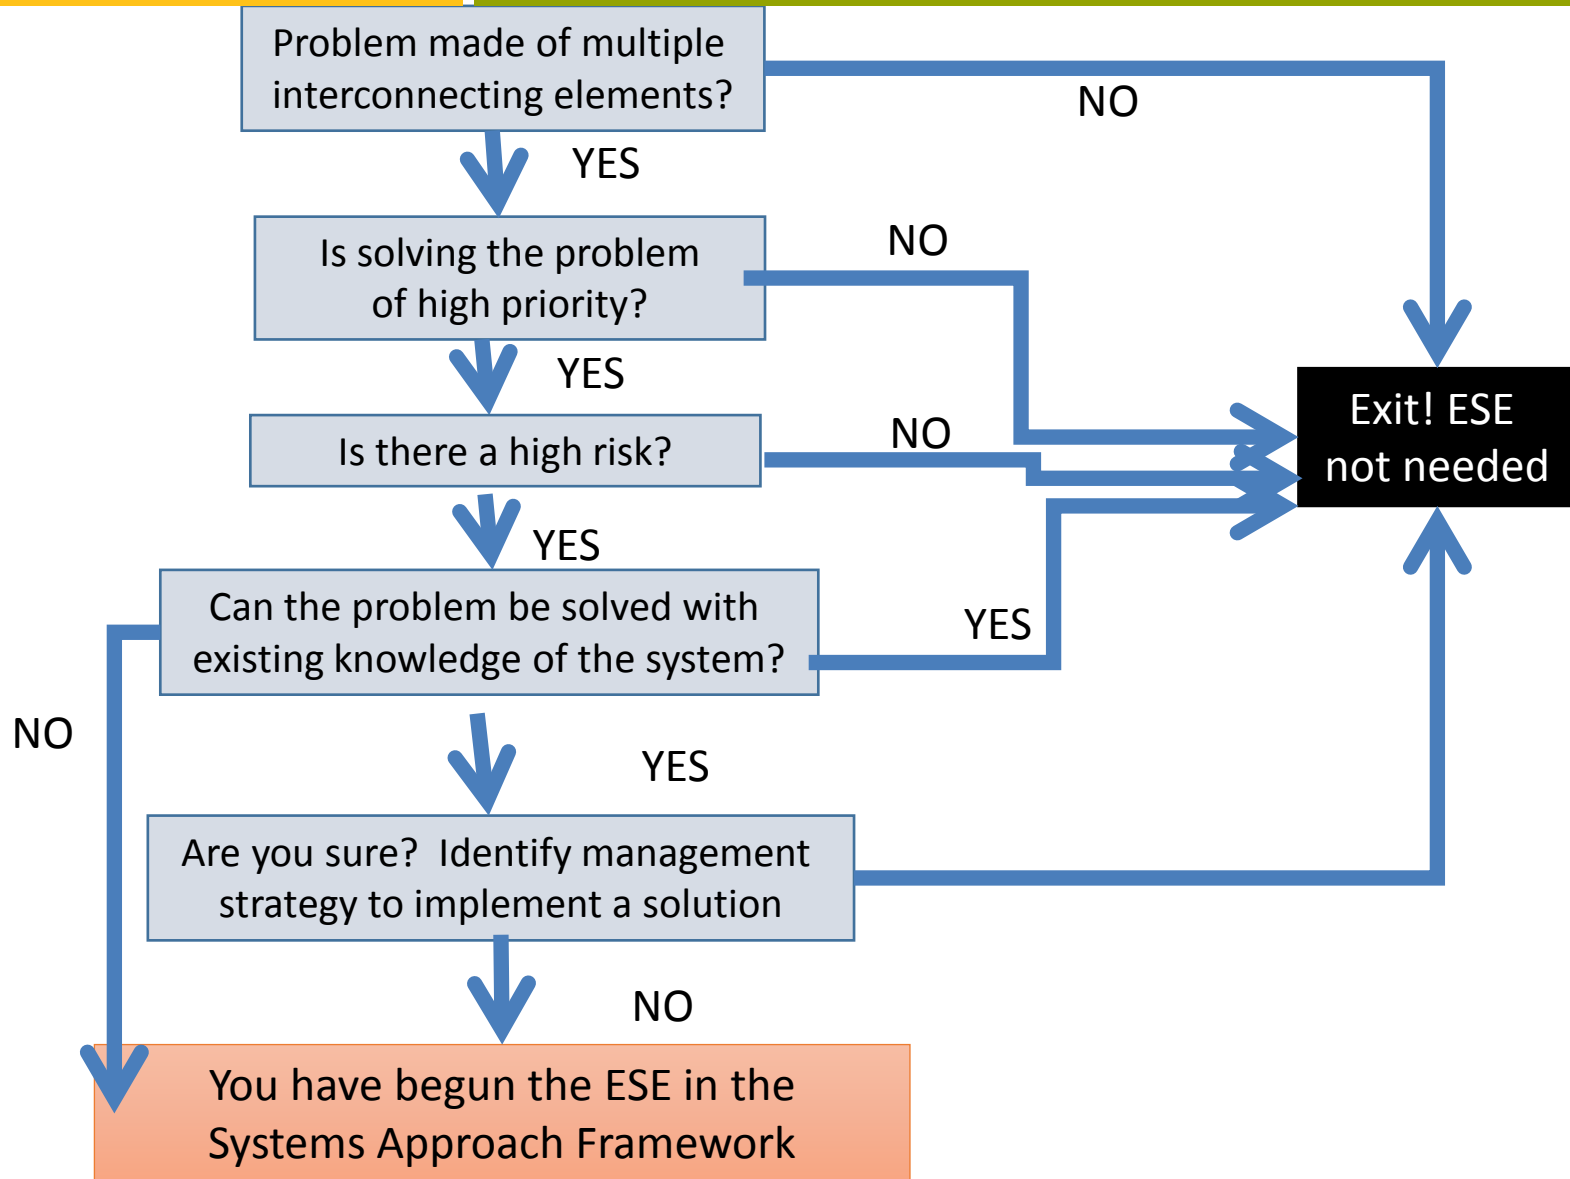 Problem made of multiple
interconnecting elements?
NO
YES
Is solving the problem
of high priority?
NO
YES
Is there a high risk?
NO
YES
Can the problem be solved with
existing knowledge of the system?
YES
NO
YES
Are you sure?  Identify management
strategy to implement a solution
NO
You have begun the ESE in the
Systems Approach Framework
Exit! ESE
not needed